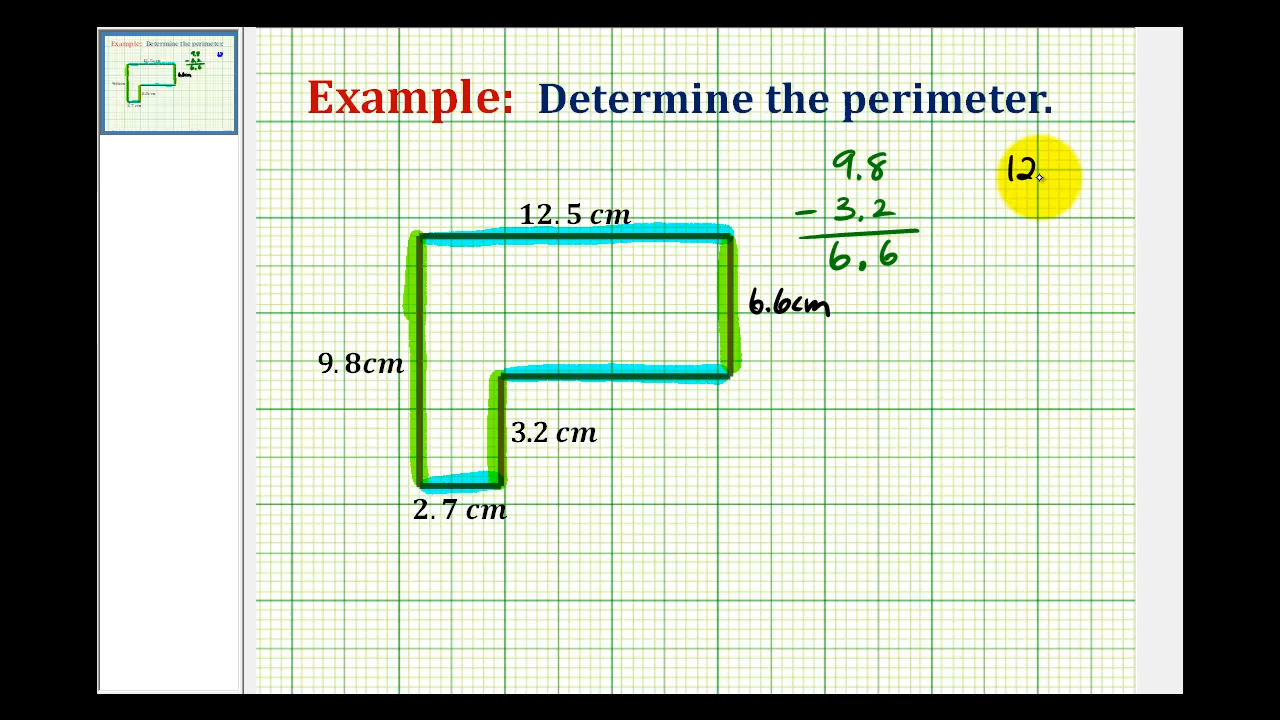 Example: Determine the perimeter.
9.8
- 3.2
6.6
12.
12.5 cm
6.6cm
9.8cm
3.2 cm
2.7 cm